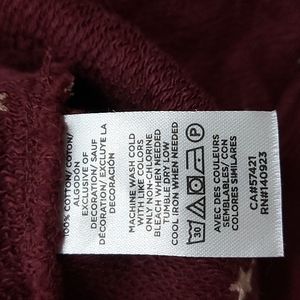 100% COTTON/COTON/
ALGODÓN
EXCLUSIVE OF
DECORATION/SAUF
DÉCORATION/EXCLUYE LA
DECORACIÓN
MACHINE WASH COLD
WITH LIKE COLORS
ONLY NON-CHLORINE
BLEACH WHEN NEEDED
TUMBLE DRY LOW
COOL IRON WHEN NEEDED
30
P
AVEC DES COULEURS
SEMBLABLES/CON
COLORES SIMILARES
CA#57421
RN#140923